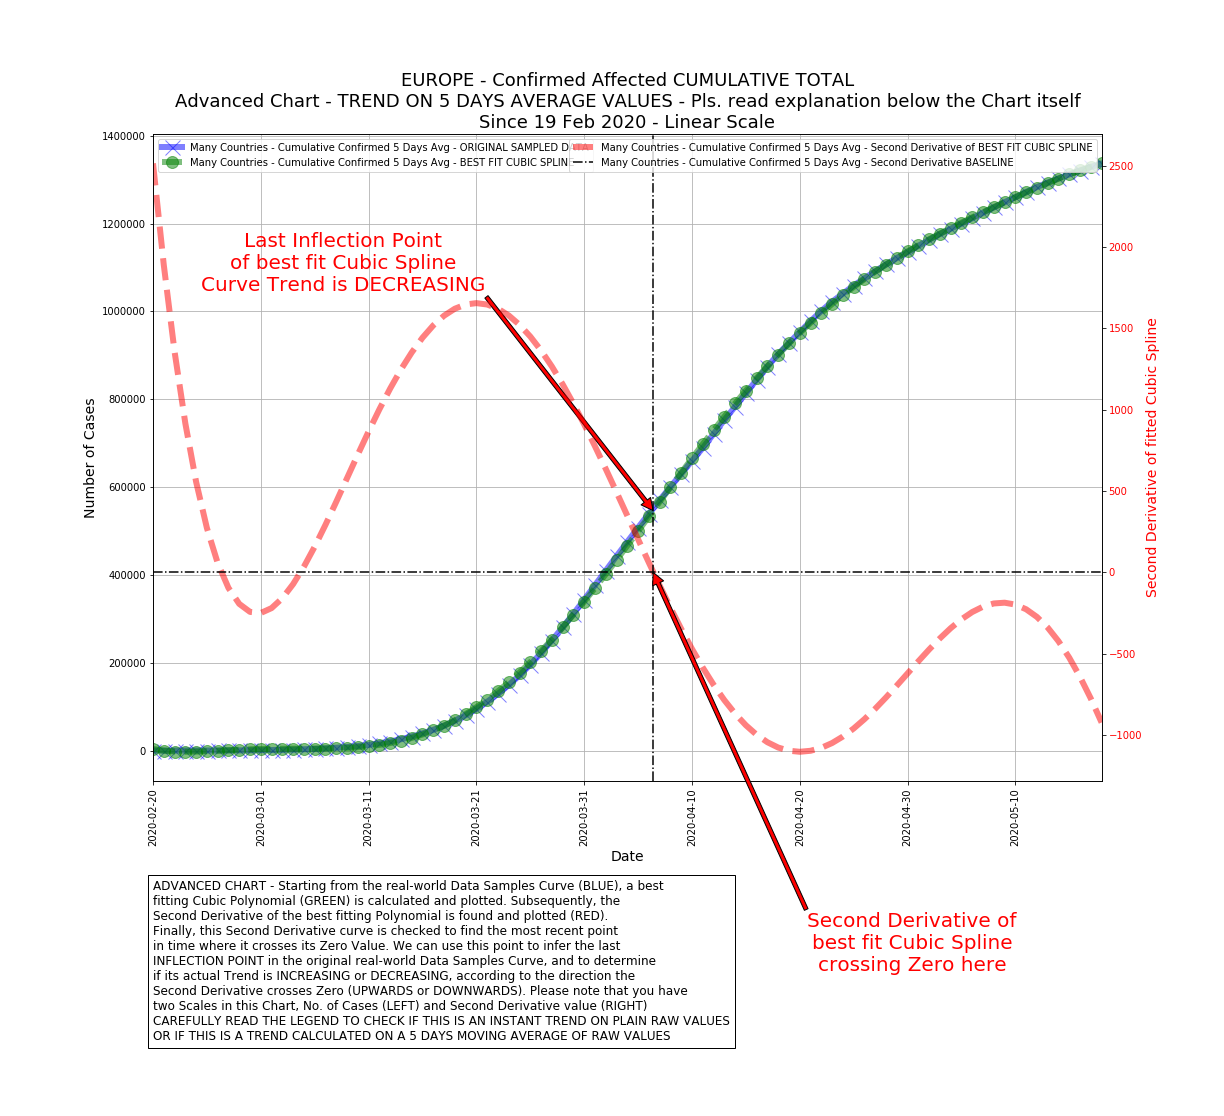 EUROPE - Confirmed Affected CUMULATIVE TOTAL
Advanced Chart - TREND ON 5 DAYS AVERAGE VALUES - Pls. read explanation below the Chart itself
Since 19 Feb 2020 - Linear Scale
Many Countries - Cumulative Confirmed 5 Days Avg - ORIGINAL SAMPLED DATA
Many Countries - Cumulative Confirmed 5 Days Avg - BEST FIT CUBIC SPLINE
Many Countries - Cumulative Confirmed 5 Days Avg - Second Derivative of BEST FIT CUBIC SPLINE
Many Countries - Cumulative Confirmed 5 Days Avg - Second Derivative BASELINE
1400000
1200000
1000000
800000
600000
400000
200000
0
Number of Cases
2500
2000
1500
1000
500
0
−500
−1000
Second Derivative of fitted Cubic Spline
Last Inflection Point
of best fit Cubic Spline
Curve Trend is DECREASING
2020-02-20
2020-03-01
2020-03-11
2020-03-21
2020-03-31
2020-04-10
2020-04-20
2020-04-30
2020-05-10
Date
Second Derivative of
best fit Cubic Spline
crossing Zero here
ADVANCED CHART - Starting from the real-world Data Samples Curve (BLUE), a best
fitting Cubic Polynomial (GREEN) is calculated and plotted. Subsequently, the
Second Derivative of the best fitting Polynomial is found and plotted (RED).
Finally, this Second Derivative curve is checked to find the most recent point
in time where it crosses its Zero Value. We can use this point to infer the last
INFLECTION POINT in the original real-world Data Samples Curve, and to determine
if its actual Trend is INCREASING or DECREASING, according to the direction the
Second Derivative crosses Zero (UPWARDS or DOWNWARDS). Please note that you have
two Scales in this Chart, No. of Cases (LEFT) and Second Derivative value (RIGHT)
CAREFULLY READ THE LEGEND TO CHECK IF THIS IS AN INSTANT TREND ON PLAIN RAW VALUES
OR IF THIS IS A TREND CALCULATED ON A 5 DAYS MOVING AVERAGE OF RAW VALUES